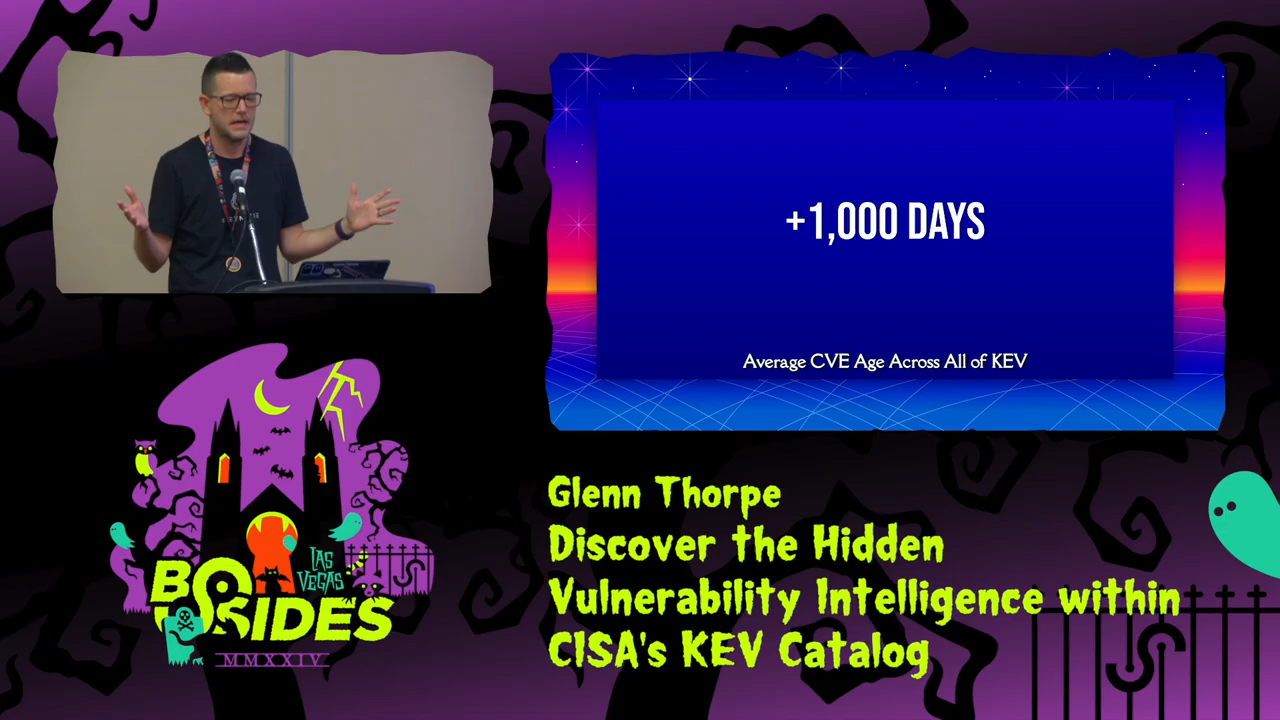 +1,000 DAYS
Average CVE Age Across All of KEV
Glenn Thorpe
Discover the Hidden
Vulnerability Intelligence within
CISA's KEV Catalog
LAS
VEGAS
BSIDES
MMXXIV